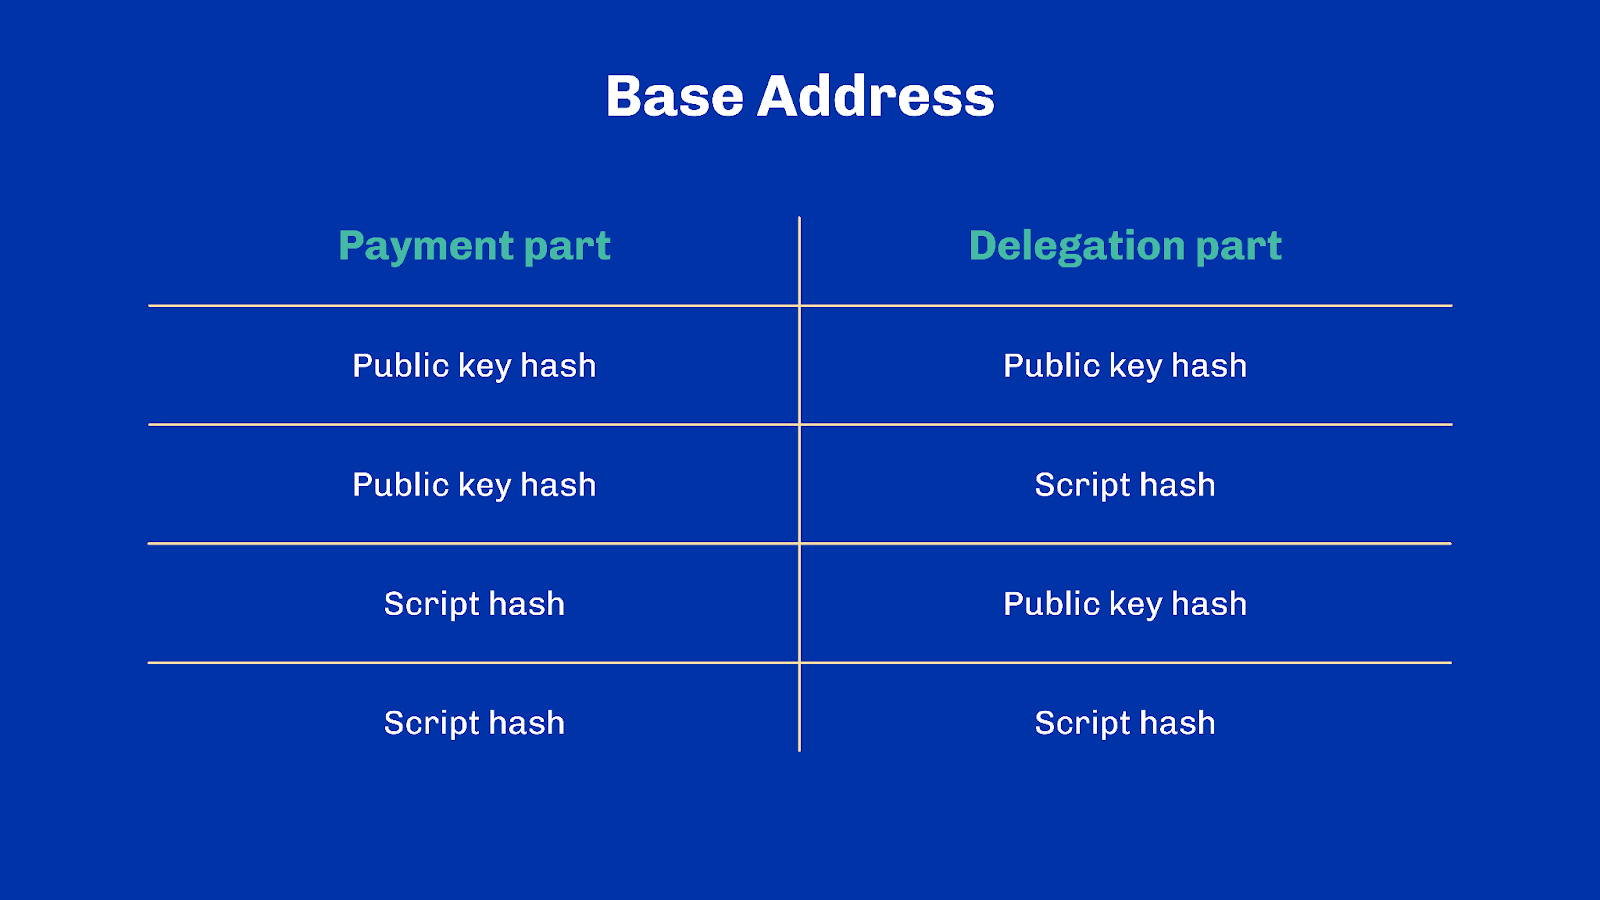 Base Address
Payment part Delegation part
Public key hash Public key hash
Public key hash Script hash
Script hash Public key hash
Script hash Script hash